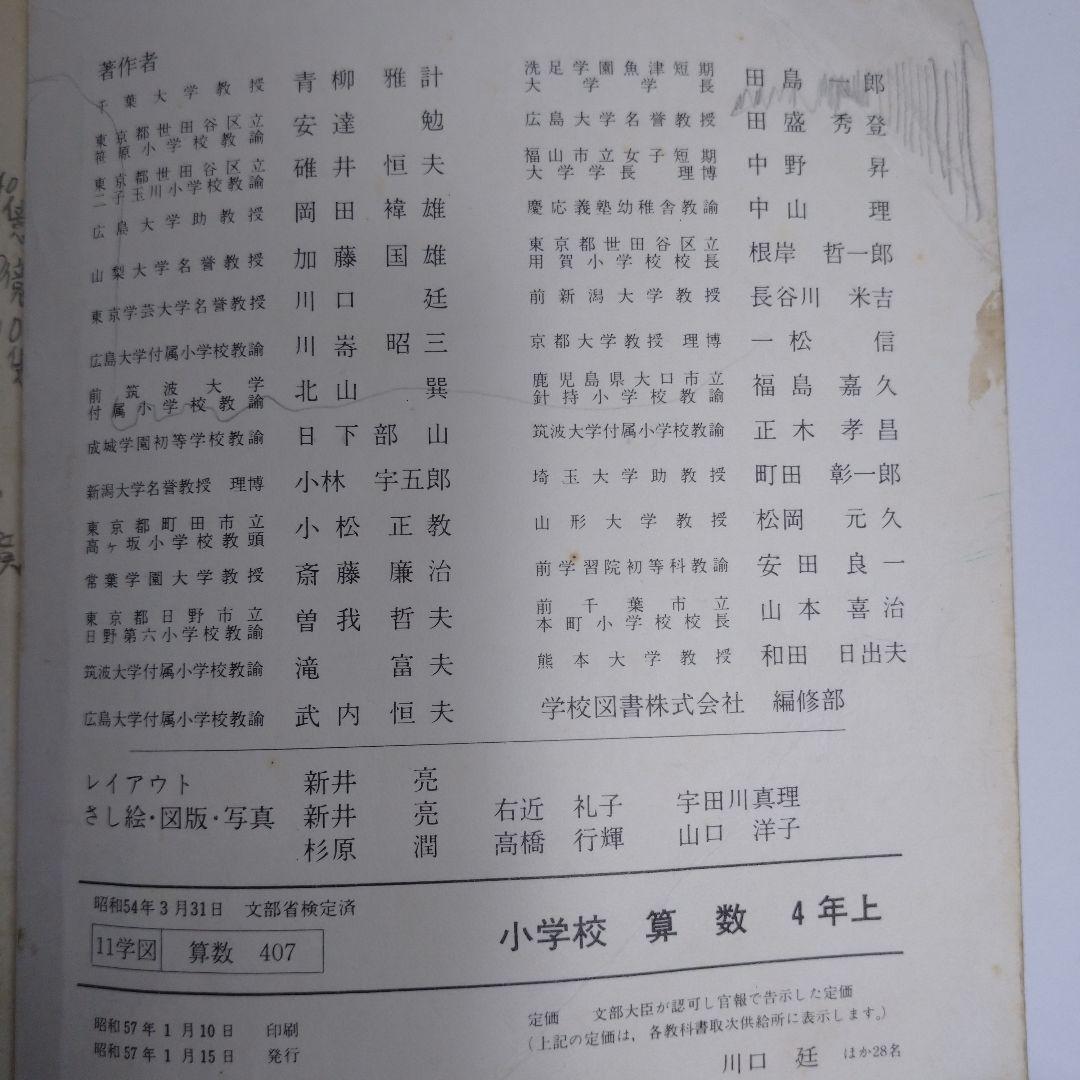 著作者
千葉大学教授 青柳雅計
東京都世田谷区立
笹原小学校教諭 安達勉
東京都世田谷区立
二子玉川小学校教諭 碓井恒夫
広島大学助教授 岡田褘雄
山梨大学名誉教授 加藤国雄
東京学芸大学名誉教授 川口廷
広島大学付属小学校教諭 川嵜昭三
前筑波大学
付属小学校教諭 北山巽
成城学園初等学校教諭 日下部山
新潟大学名誉教授 理博 小林宇五郎
東京都町田市立
高ヶ坂小学校教頭 小松正教
常葉学園大学教授 斎藤廉治
東京都日野市立
日野第六小学校教諭 曽我哲夫
筑波大学付属小学校教諭 滝富夫
広島大学付属小学校教諭 武内恒夫
洗足学園魚津短期
大学学長 田島一郎
広島大学名誉教授 田盛秀登
福山市立女子短期
大学学長 理博 中野昇
慶応義塾幼稚舎教諭 中山理
東京都世田谷区立
用賀小学校校長 根岸哲一郎
前新潟大学教授 長谷川米吉
京都大学教授 理博 一松信
鹿児島県大口市立
針持小学校教諭 福島嘉久
筑波大学付属小学校教諭 正木孝昌
埼玉大学助教授 町田彰一郎
山形大学教授 松岡元久
前学習院初等科教諭 安田良一
前千葉市立
本町小学校校長 山本喜治
熊本大学教授 和田日出夫
学校図書株式会社 編修部
レイアウト 新井亮
さし絵・図版・写真 新井亮 右近礼子 宇田川真理
杉原潤 高橋行輝 山口洋子
昭和54年3月31日 文部省検定済
11学図 算数 407
小学校 算数 4年上
昭和57年1月10日 印刷
昭和57年1月15日 発行
定価 文部大臣が認可し官報で告示した定価
(上記の定価は,各教科書取次供給所に表示します。)
川口廷 ほか28名